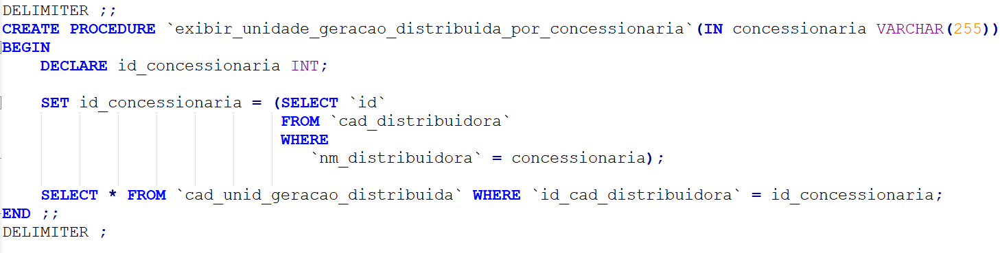 DELIMITER ;;
CREATE PROCEDURE `exibir_unidade_geracao_distribuida_por_concessionaria`(IN concessionaria VARCHAR(255))
BEGIN
    DECLARE id_concessionaria INT;

    SET id_concessionaria = (SELECT `id`
                             FROM `cad_distribuidora`
                             WHERE
                                `nm_distribuidora` = concessionaria);

    SELECT * FROM `cad_unid_geracao_distribuida` WHERE `id_cad_distribuidora` = id_concessionaria;
END ;;
DELIMITER ;